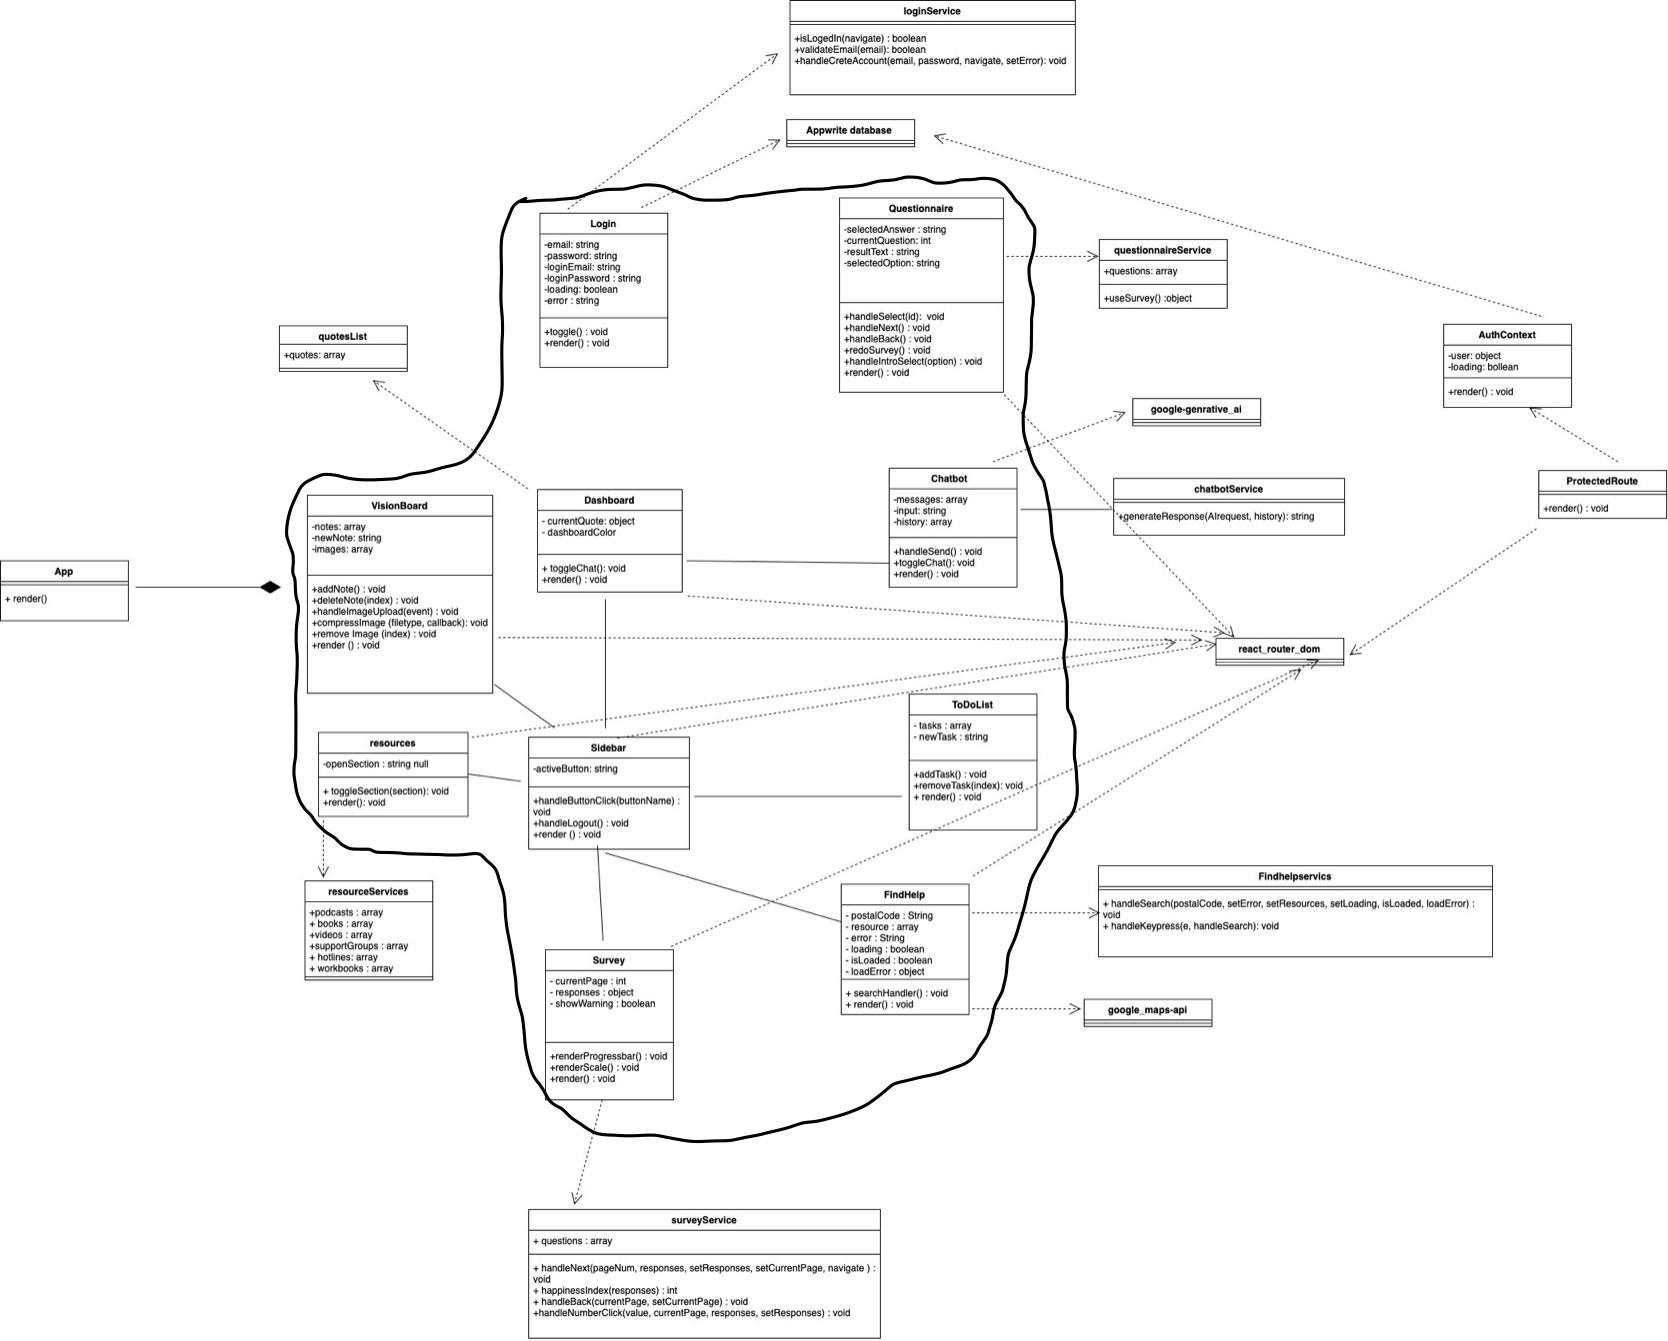 loginService
+isLogedIn(navigate) : boolean
+validateEmail(email): boolean
+handleCreteAccount(email, password, navigate, setError): void
Appwrite database
Login
-email: string
-password: string
-loginEmail: string
-loginPassword : string
-loading: boolean
-error : string
+toggle() : void
+render() : void
Questionnaire
-selectedAnswer : string
-currentQuestion: int
-resultText : string
-selectedOption: string
+handleSelect(id): void
+handleNext() : void
+handleBack() : void
+redoSurvey() : void
+handleIntroSelect(option) : void
+render() : void
questionnaireService
+questions: array
+useSurvey() :object
quotesList
+quotes: array
AuthContext
-user: object
-loading: bollean
+render() : void
google-genrative_ai
ProtectedRoute
+render() : void
Chatbot
-messages: array
-input: string
-history: array
+handleSend() : void
+toggleChat() : void
+render() : void
chatbotService
+generateResponse(AIrequest, history): string
VisionBoard
-notes: array
-newNote: string
-images: array
+addNote() : void
+deleteNote(index) : void
+handleImageUpload(event) : void
+compressImage (filetype, callback): void
+remove Image (index) : void
+render () : void
Dashboard
- currentQuote: object
- dashboardColor
+ toggleChat(): void
+render() : void
App
+ render()
react_router_dom
ToDoList
- tasks : array
- newTask : string
+addTask() : void
+removeTask(index): void
+ render() : void
resources
-openSection : string null
+ toggleSection(section): void
+render(): void
Sidebar
-activeButton: string
+handleButtonClick(buttonName) :
void
+handleLogout() : void
+render () : void
resourceServices
+podcasts : array
+ books : array
+videos : array
+supportGroups : array
+ hotlines: array
+ workbooks : array
FindHelp
- postalCode : String
- resource : array
- error : String
- loading : boolean
- isLoaded : boolean
- loadError : object
+ searchHandler() : void
+ render() : void
Findhelpservics
+ handleSearch(postalCode, setError, setResources, setLoading, isLoaded, loadError) :
void
+ handleKeypress(e, handleSearch): void
google_maps-api
Survey
- currentPage : int
- responses : object
- showWarning : boolean
+renderProgressbar() : void
+renderScale() : void
+render() : void
surveyService
+ questions : array
+ handleNext(pageNum, responses, setResponses, setCurrentPage, navigate ) :
void
+ happinessIndex(responses) : int
+ handleBack(currentPage, setCurrentPage) : void
+handleNumberClick(value, currentPage, responses, setResponses) : void